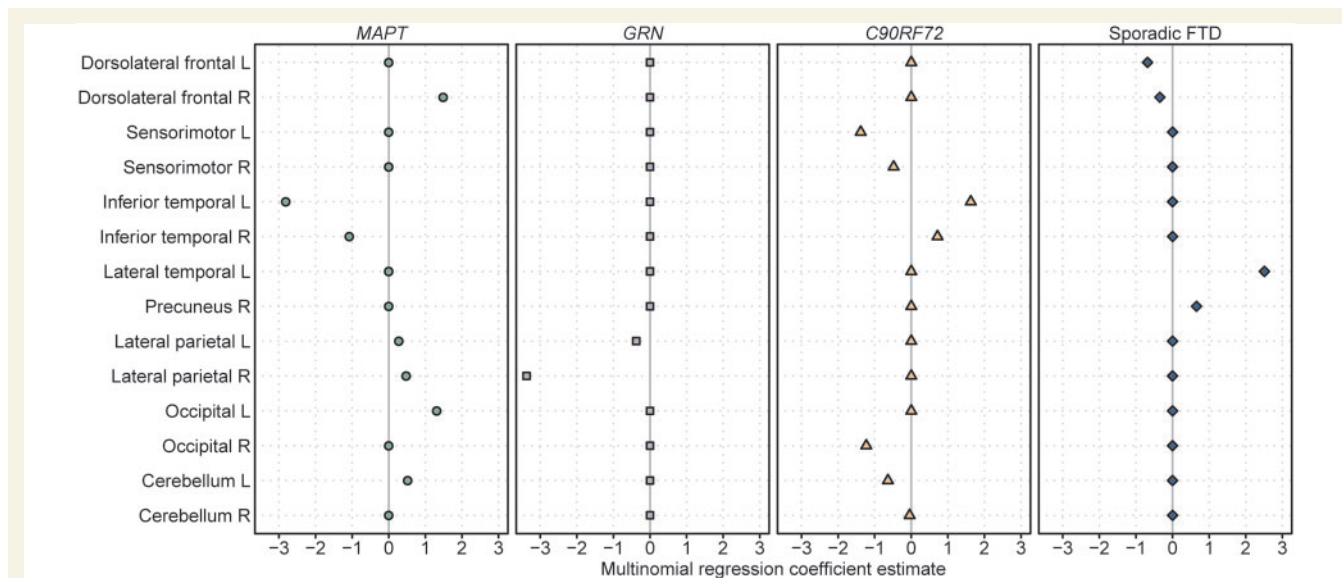 MAPT GRN C90RF72 Sporadic FTD
Dorsolateral frontal L
Dorsolateral frontal R
Sensorimotor L
Sensorimotor R
Inferior temporal L
Inferior temporal R
Lateral temporal L
Precuneus R
Lateral parietal L
Lateral parietal R
Occipital L
Occipital R
Cerebellum L
Cerebellum R
−3 −2 −1 0 1 2 3 −3 −2 −1 0 1 2 3 −3 −2 −1 0 1 2 3 −3 −2 −1 0 1 2 3
Multinomial regression coefficient estimate